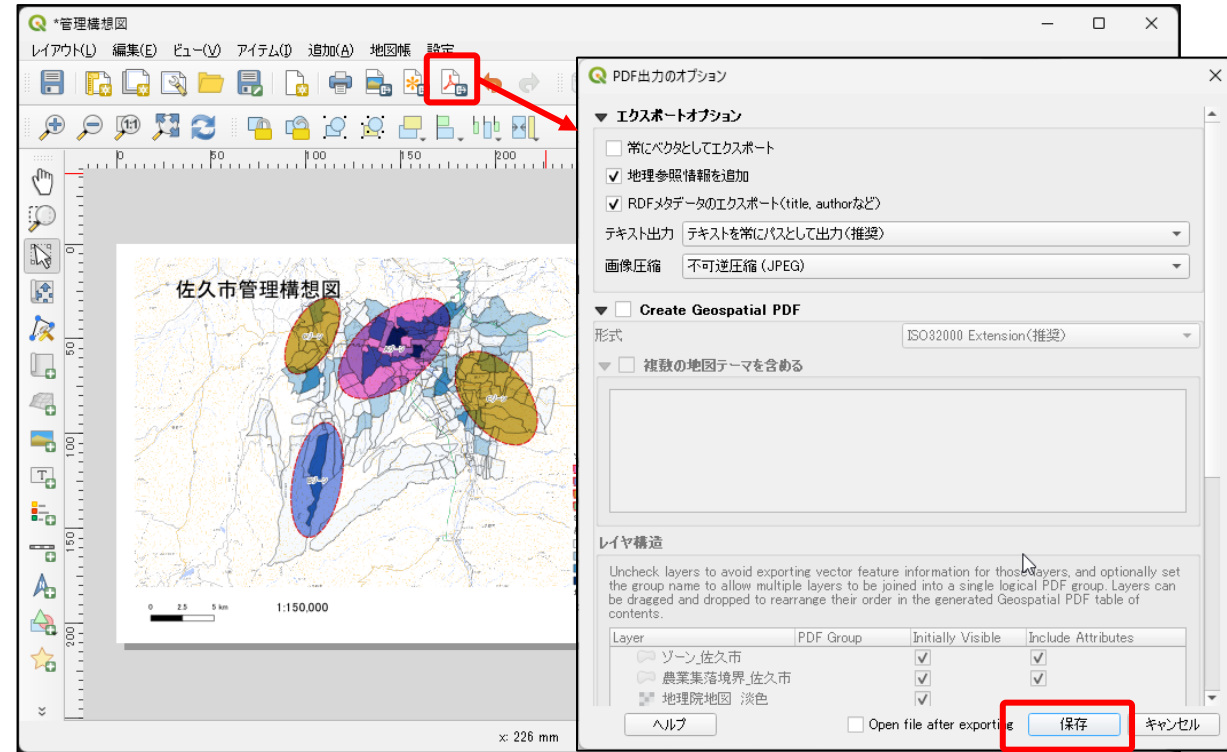 *管理構想図
レイアウト(L) 編集(E) ビュー(V) アイテム(I) 追加(A) 地図帳 設定
0 50 100 150 200
0
50
100
150
200
佐久市管理構想図
0 2.5 5 km
1:150,000
x: 226 mm
PDF出力のオプション
エクスポートオプション
常にベクタとしてエクスポート
地理参照情報を追加
RDFメタデータのエクスポート(title, authorなど)
テキスト出力 テキストを常にパスとして出力(推奨)
画像圧縮 不可逆圧縮 (JPEG)
Create Geospatial PDF
形式 ISO32000 Extension(推奨)
複数の地図テーマを含める
レイヤ構造
Uncheck layers to avoid exporting vector feature information for those layers, and optionally set
the group name to allow multiple layers to be joined into a single logical PDF group. Layers can
be dragged and dropped to rearrange their order in the generated Geospatial PDF table of
contents.
Layer PDF Group Initially Visible Include Attributes
ゾーン_佐久市
農業集落境界_佐久市
地理院地図 淡色
ヘルプ Open file after exporting 保存 キャンセル